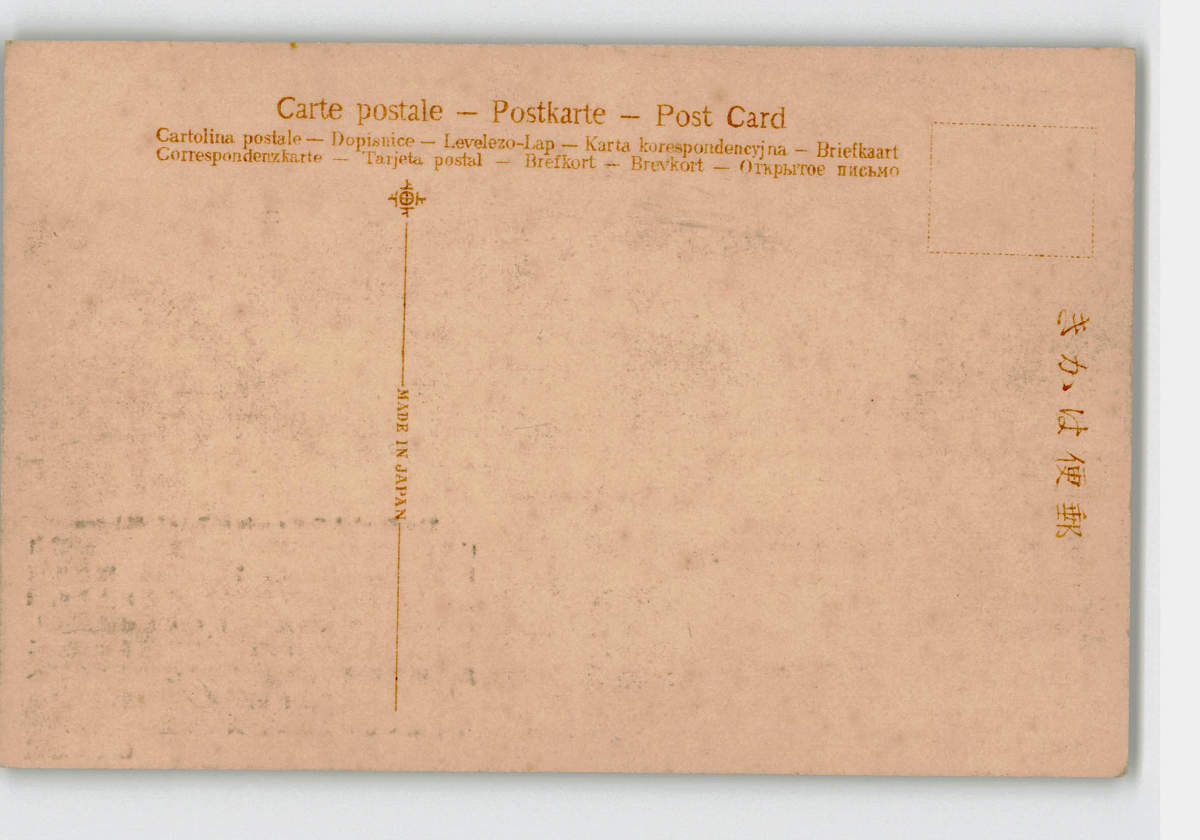 Carte postale — Postkarte — Post Card
Cartolina postale — Dopisnice — Levelezo-Lap — Karta korespondencyjna — Briefkaart
Correspondenzkarte — Tarjeta postal — Brefkort — Brevkort — Открытое письмо
MADE IN JAPAN
きかは便郵